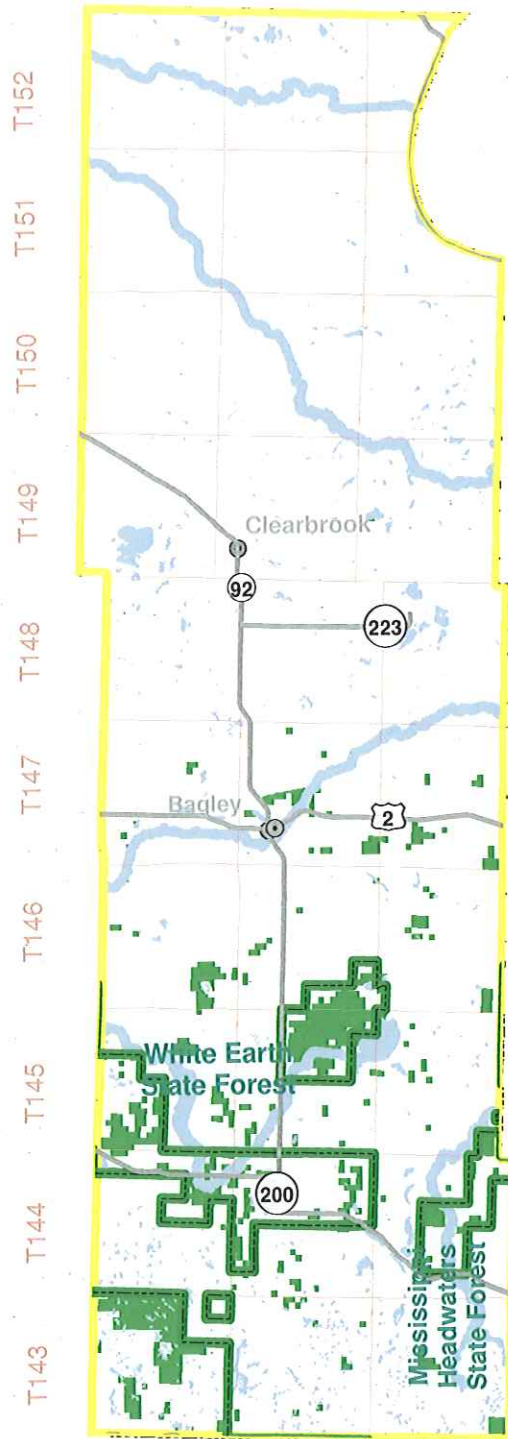 T152
T151
T150
T149
Clearbrook
92
T148
223
T147
Bagley
2
T146
White Earth
State Forest
T145
200
T144
Mississippi
Headwaters
State Forest
T143